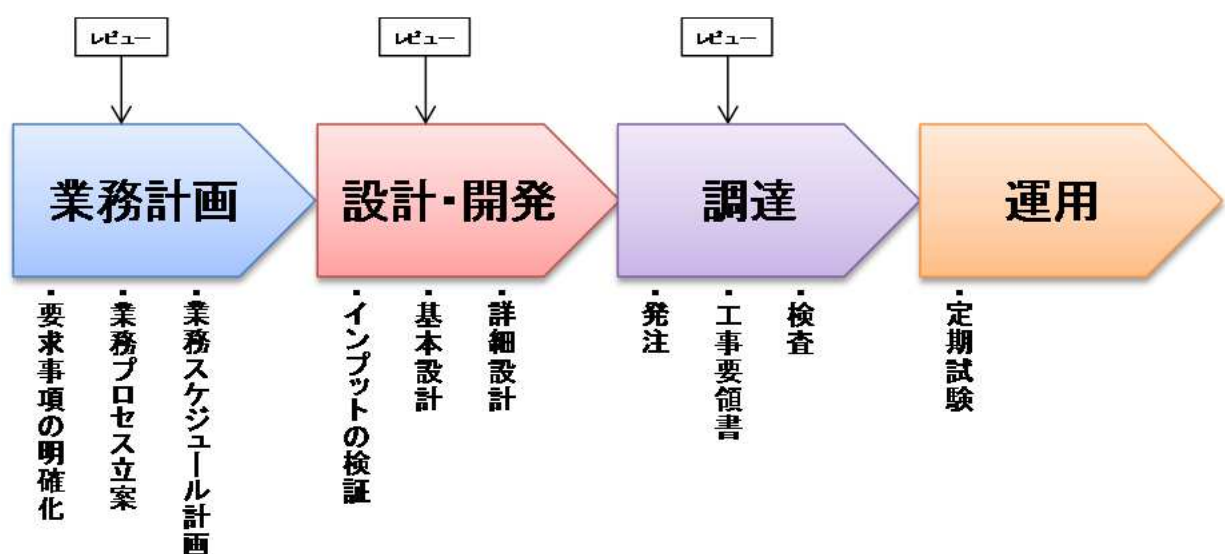 レビュー
レビュー
レビュー
業務計画
設計・開発
調達
運用
・要求事項の明確化
・業務プロセス立案
・業務スケジュール計画
・インプットの検証
・基本設計
・詳細設計
・発注
・工事要領書
・検査
・定期試験